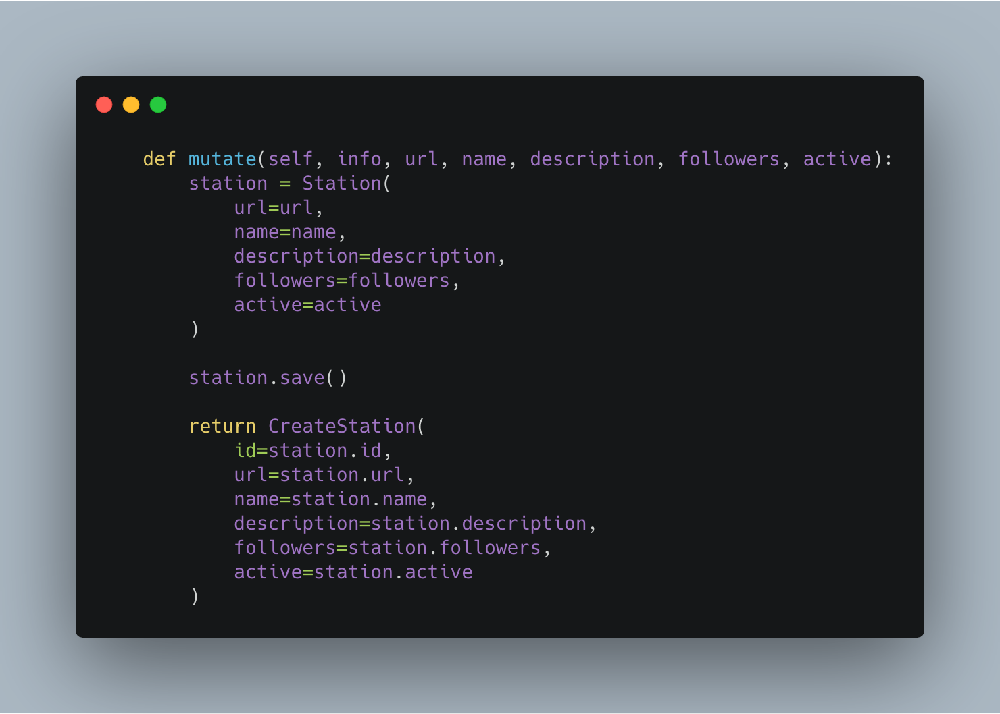 def mutate(self, info, url, name, description, followers, active):
    station = Station(
        url=url,
        name=name,
        description=description,
        followers=followers,
        active=active
    )

    station.save()

    return CreateStation(
        id=station.id,
        url=station.url,
        name=station.name,
        description=station.description,
        followers=station.followers,
        active=station.active
    )